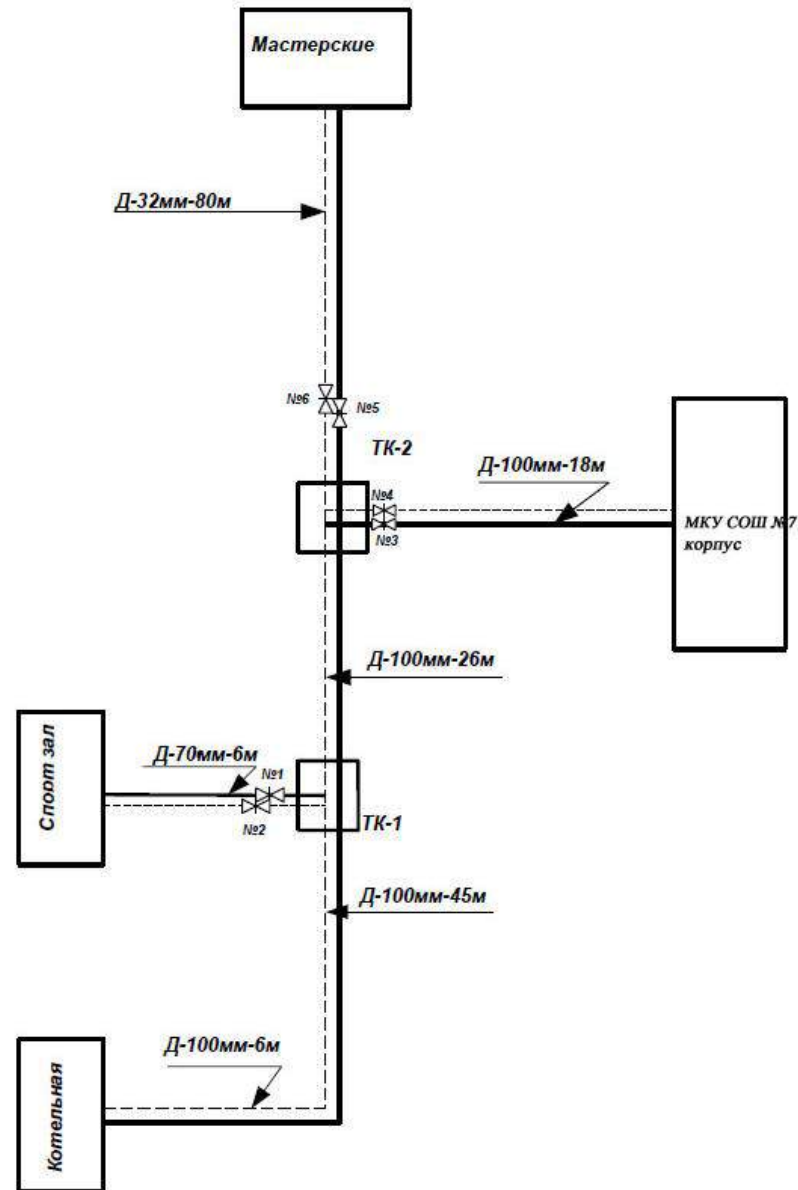 Мастерские
Д-32мм-80м
№6
№5
ТК-2
Д-100мм-18м
№4
№3
МКУ СОШ №7
корпус
Д-100мм-26м
Спорт зал
Д-70мм-6м
№1
№2
ТК-1
Д-100мм-45м
Д-100мм-6м
Котельная